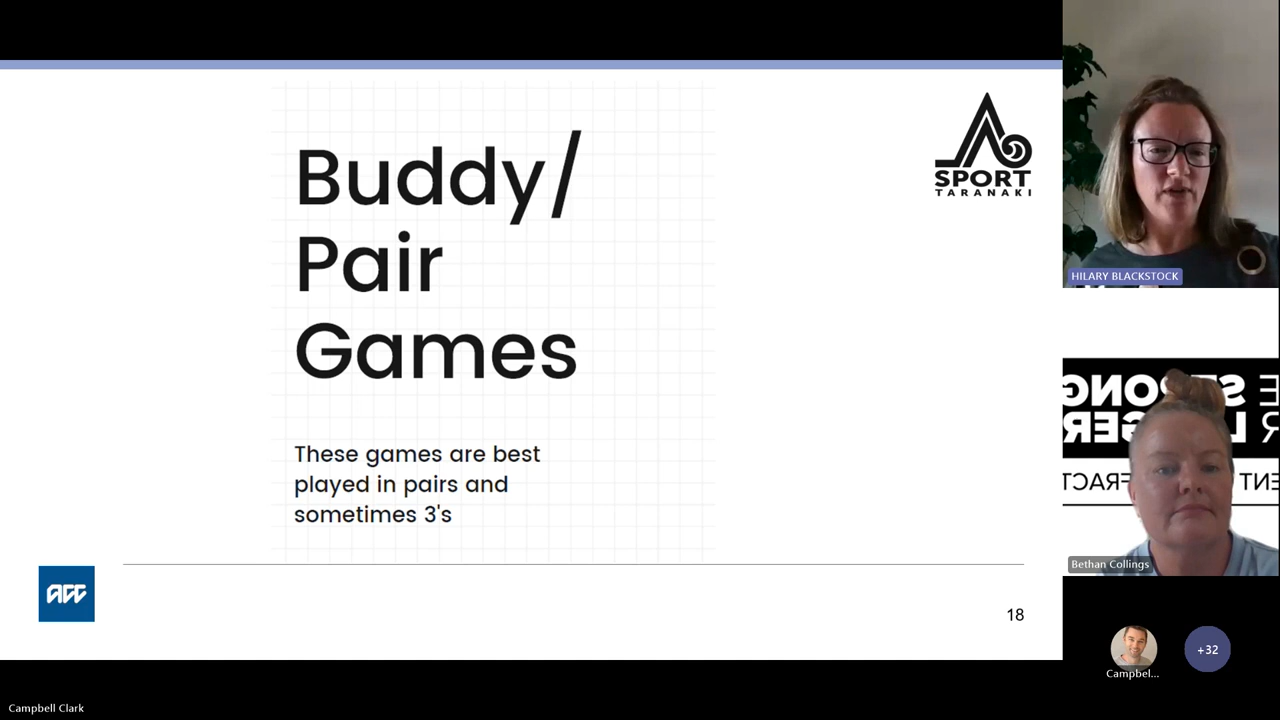 Buddy/
Pair
Games
These games are best
played in pairs and
sometimes 3's
SPORT
TARANAKI
acc
18
HILARY BLACKSTOCK
Bethan Collings
Campbel...
+32
Campbell Clark